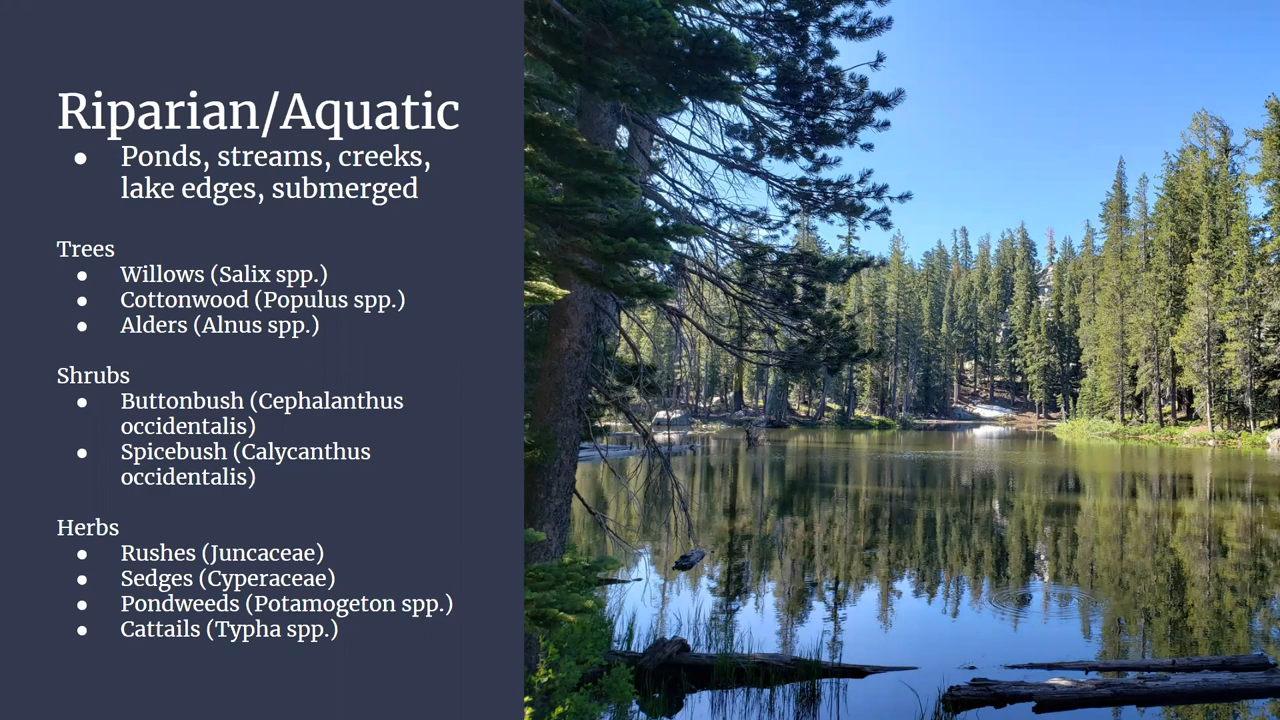 Riparian/Aquatic
● Ponds, streams, creeks,
lake edges, submerged
Trees
● Willows (Salix spp.)
● Cottonwood (Populus spp.)
● Alders (Alnus spp.)
Shrubs
● Buttonbush (Cephalanthus
occidentalis)
● Spicebush (Calycanthus
occidentalis)
Herbs
● Rushes (Juncaceae)
● Sedges (Cyperaceae)
● Pondweeds (Potamogeton spp.)
● Cattails (Typha spp.)